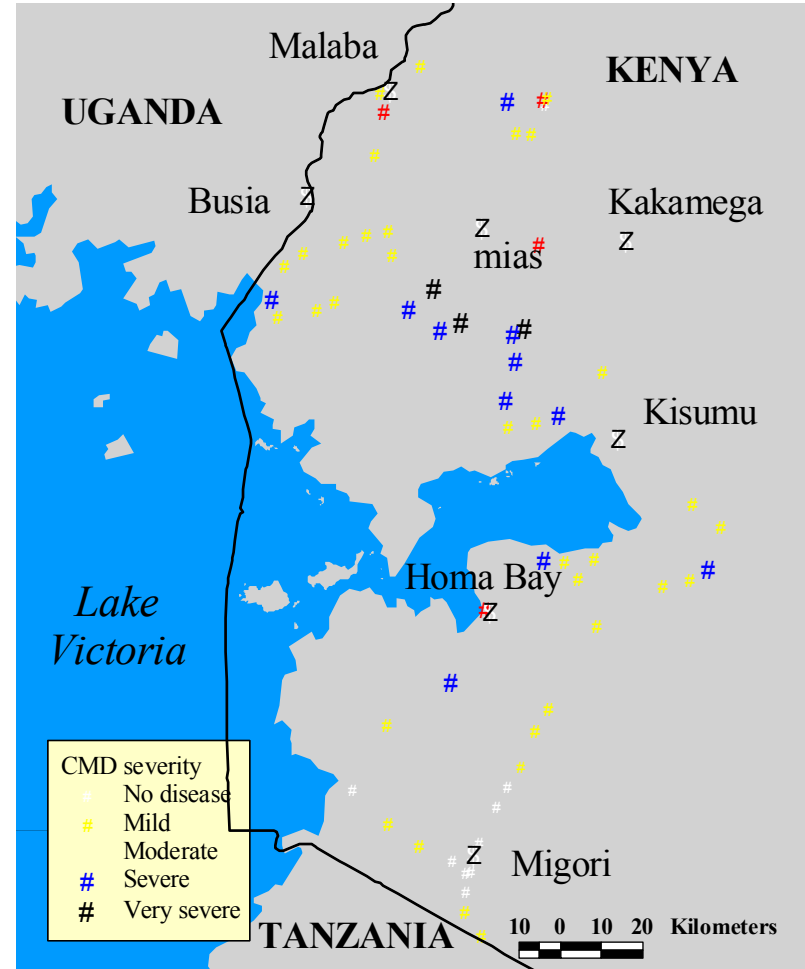 Malaba
KENYA
UGANDA
Busia
Kakamega
mias
Kisumu
Homa Bay
Lake
Victoria
CMD severity
# No disease
# Mild
Moderate
# Severe
# Very severe
Migori
TANZANIA
10 0 10 20 Kilometers